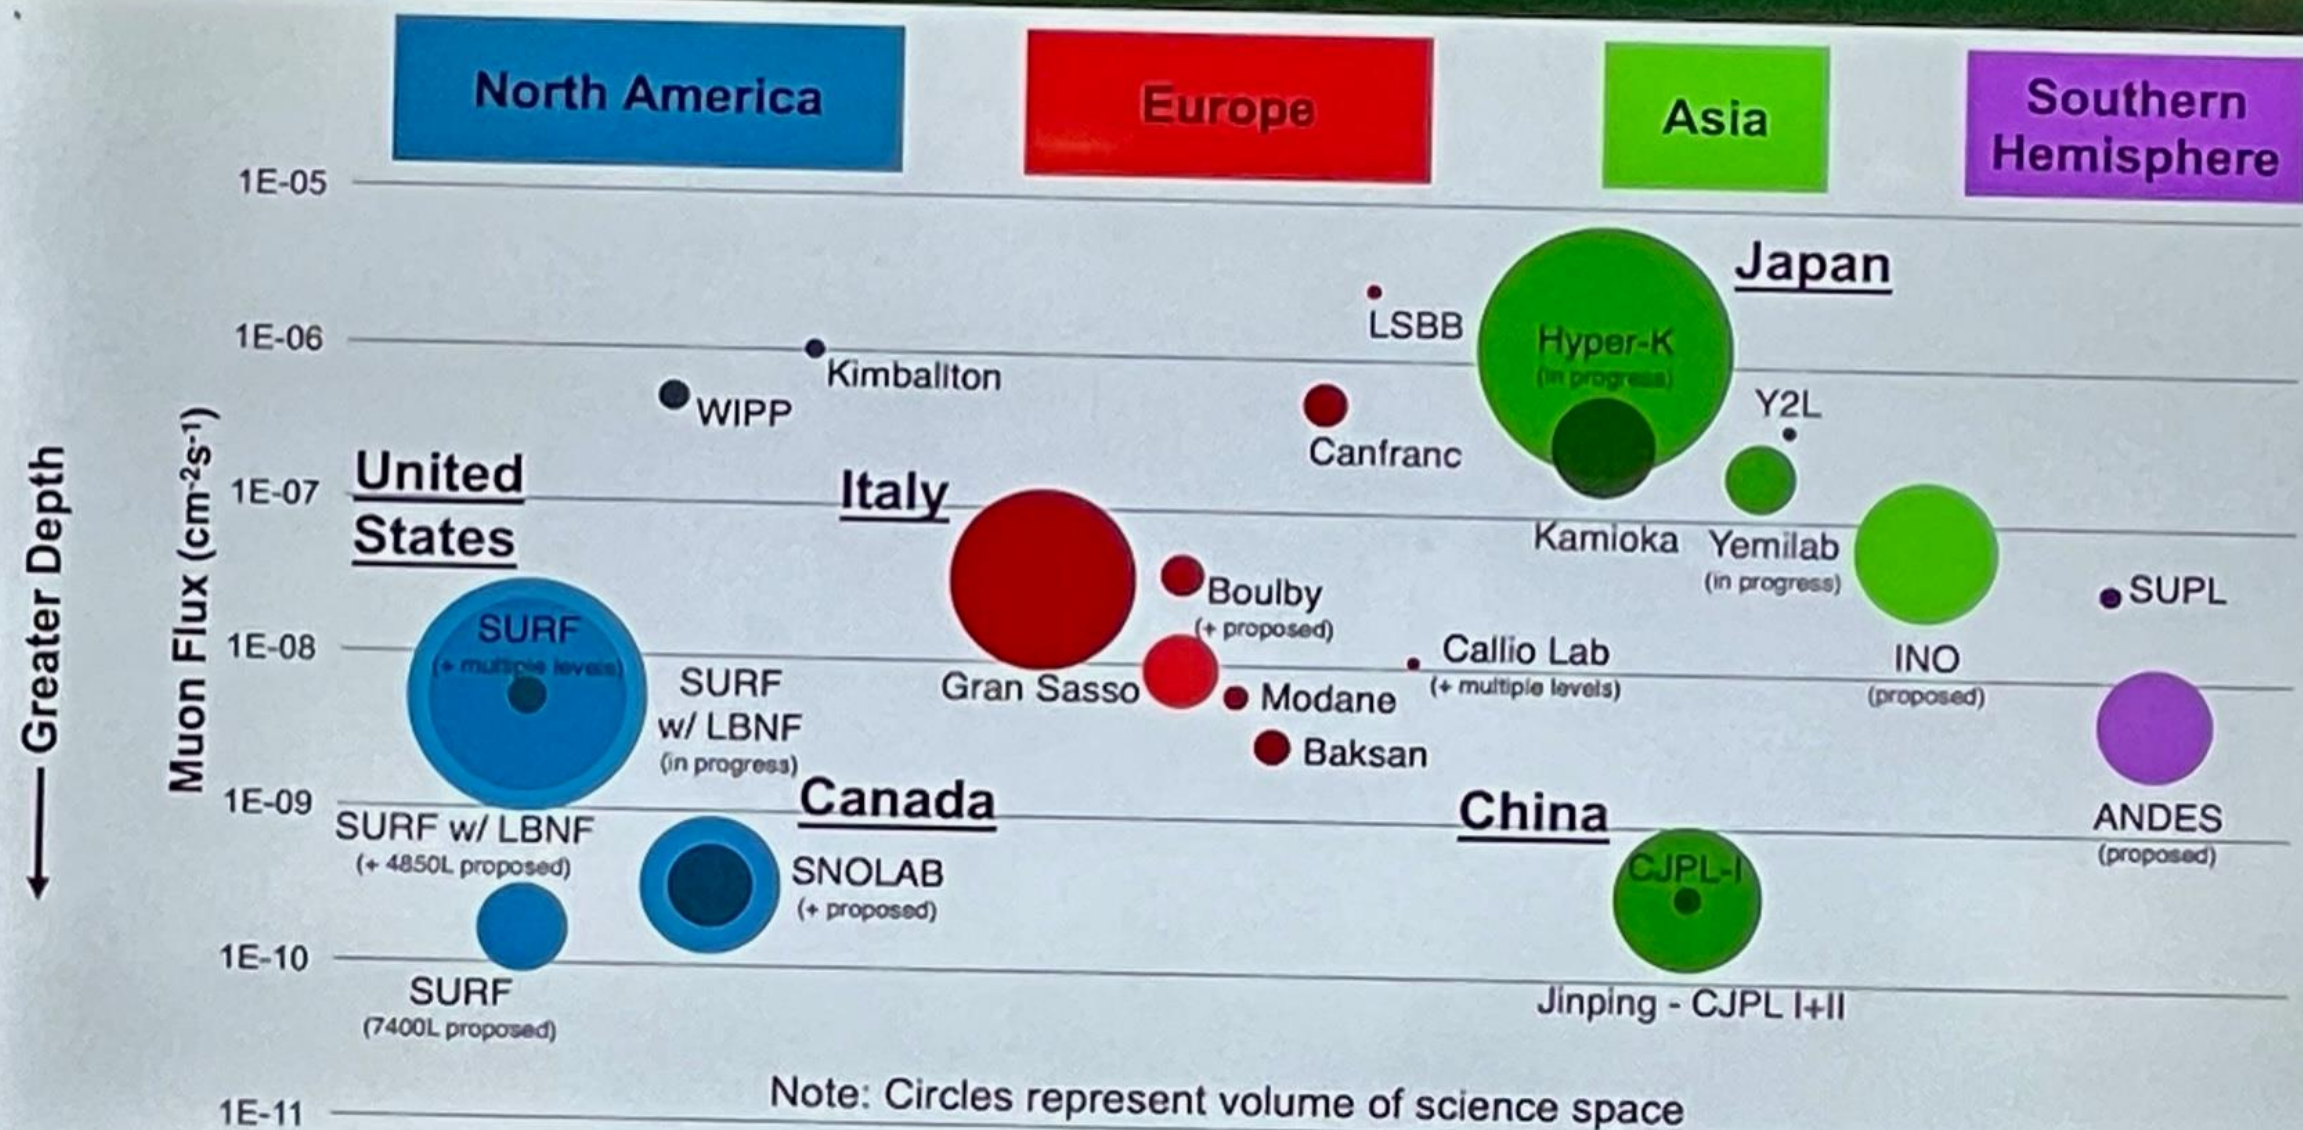 North America
Europe
Asia
Southern
Hemisphere
1E-05
Japan
LSBB
1E-06
Hyper-K
(in progress)
Kimballton
WIPP
Y2L
Canfranc
United
States
Italy
1E-07
Kamioka
Yemilab
(in progress)
Boulby
(+ proposed)
SUPL
SURF
(+ multiple levels)
1E-08
Callio Lab
(+ multiple levels)
INO
(proposed)
SURF
w/ LBNF
(in progress)
Gran Sasso
Modane
Baksan
Greater Depth
Muon Flux (cm⁻²s⁻¹)
1E-09
Canada
China
ANDES
(proposed)
SURF w/ LBNF
(+ 4850L proposed)
SNOLAB
(+ proposed)
CJPL-I
1E-10
SURF
(7400L proposed)
Jinping - CJPL I+II
Note: Circles represent volume of science space
1E-11